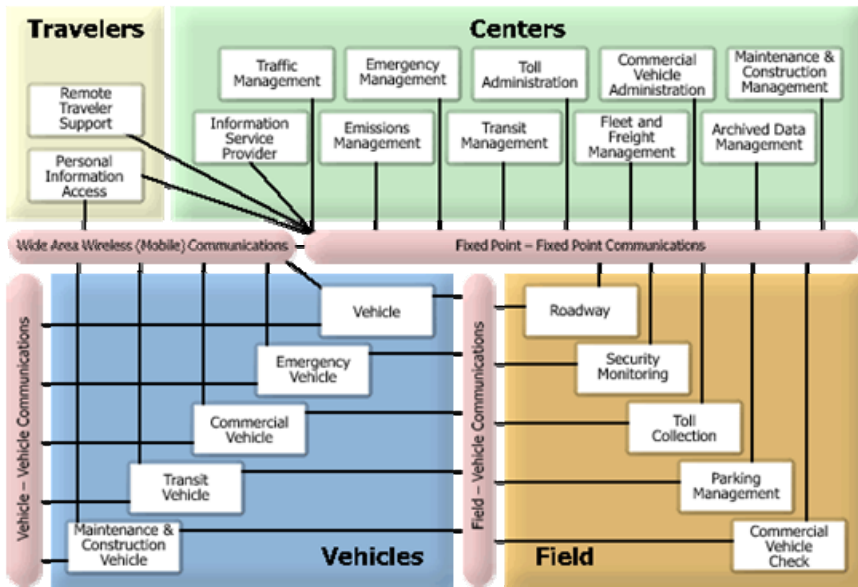 Travelers
Remote
Traveler
Support
Personal
Information
Access
Centers
Traffic
Management
Emergency
Management
Toll
Administration
Commercial
Vehicle
Administration
Maintenance &
Construction
Management
Information
Service
Provider
Emissions
Management
Transit
Management
Fleet and
Freight
Management
Archived Data
Management
Wide Area Wireless (Mobile) Communications
Fixed Point – Fixed Point Communications
Vehicle – Vehicle Communications
Vehicle
Emergency
Vehicle
Commercial
Vehicle
Transit
Vehicle
Maintenance &
Construction
Vehicle
Vehicles
Field – Vehicle Communications
Roadway
Security
Monitoring
Toll
Collection
Parking
Management
Commercial
Vehicle
Check
Field